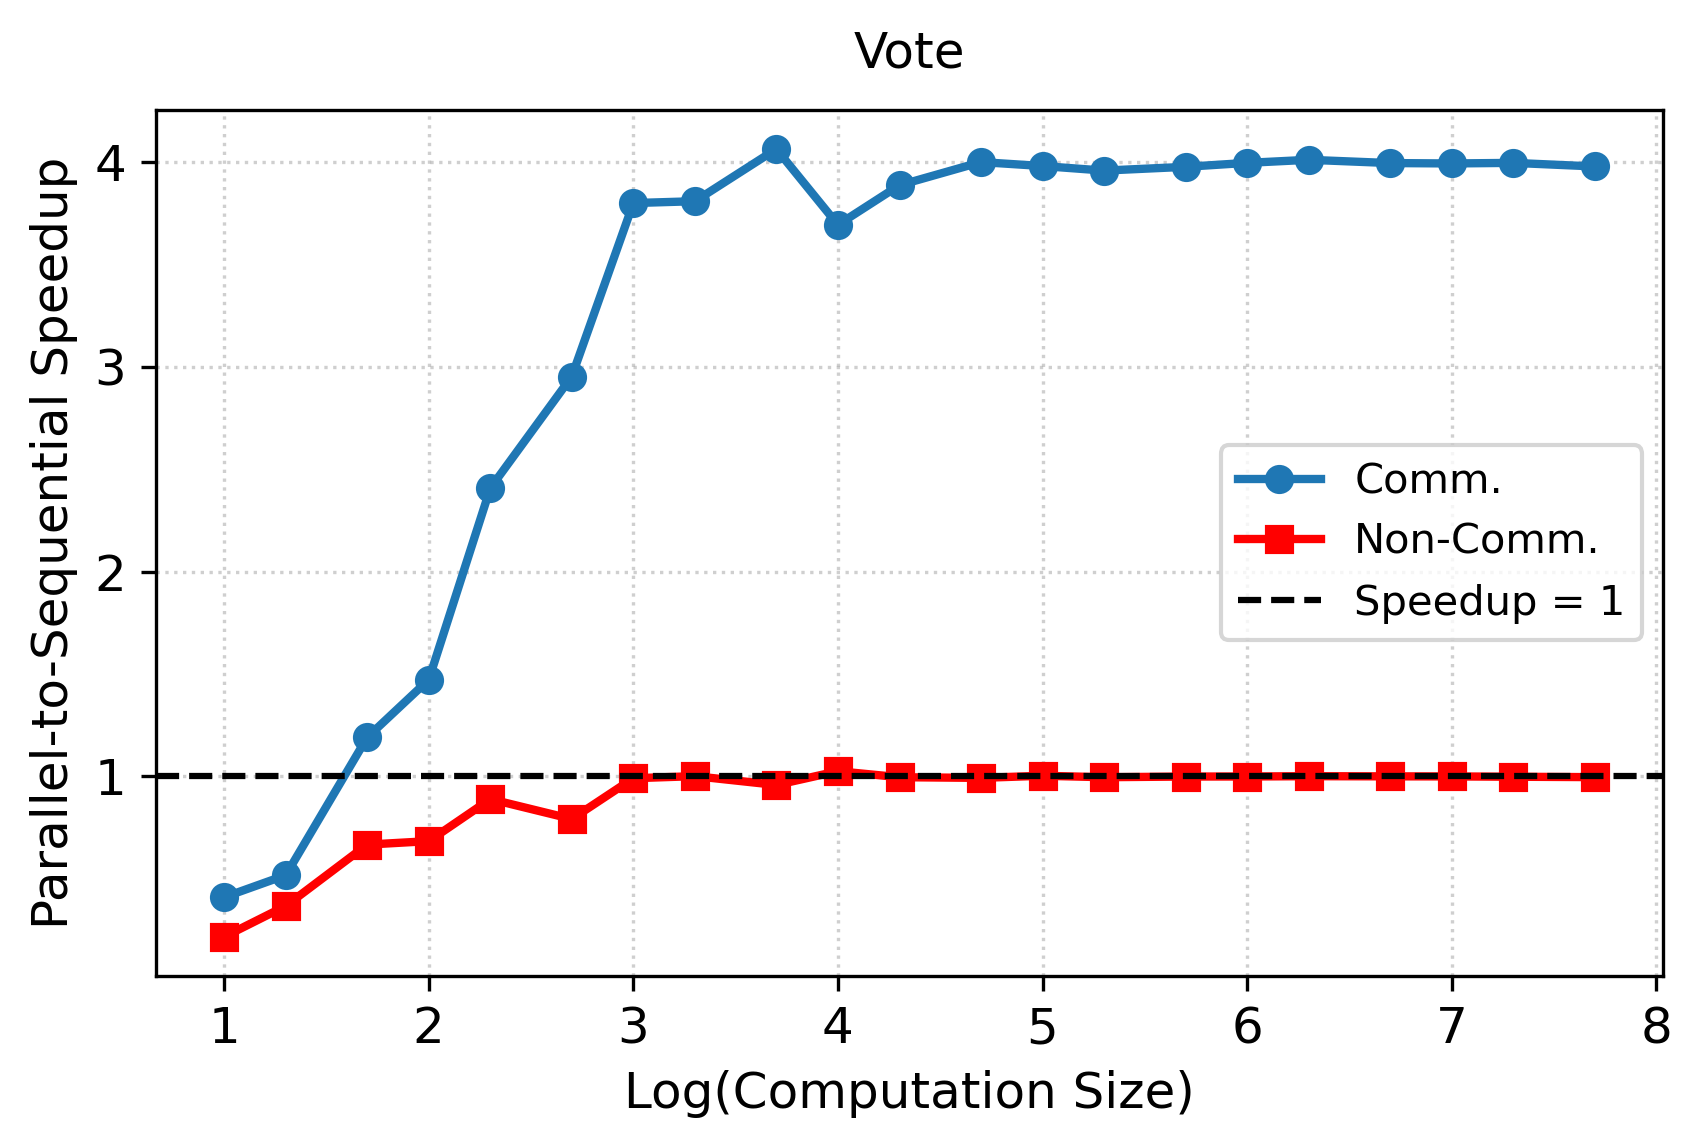 Vote
Parallel-to-Sequential Speedup
4
3
2
1
Comm.
Non-Comm.
Speedup = 1
1 2 3 4 5 6 7 8
Log(Computation Size)